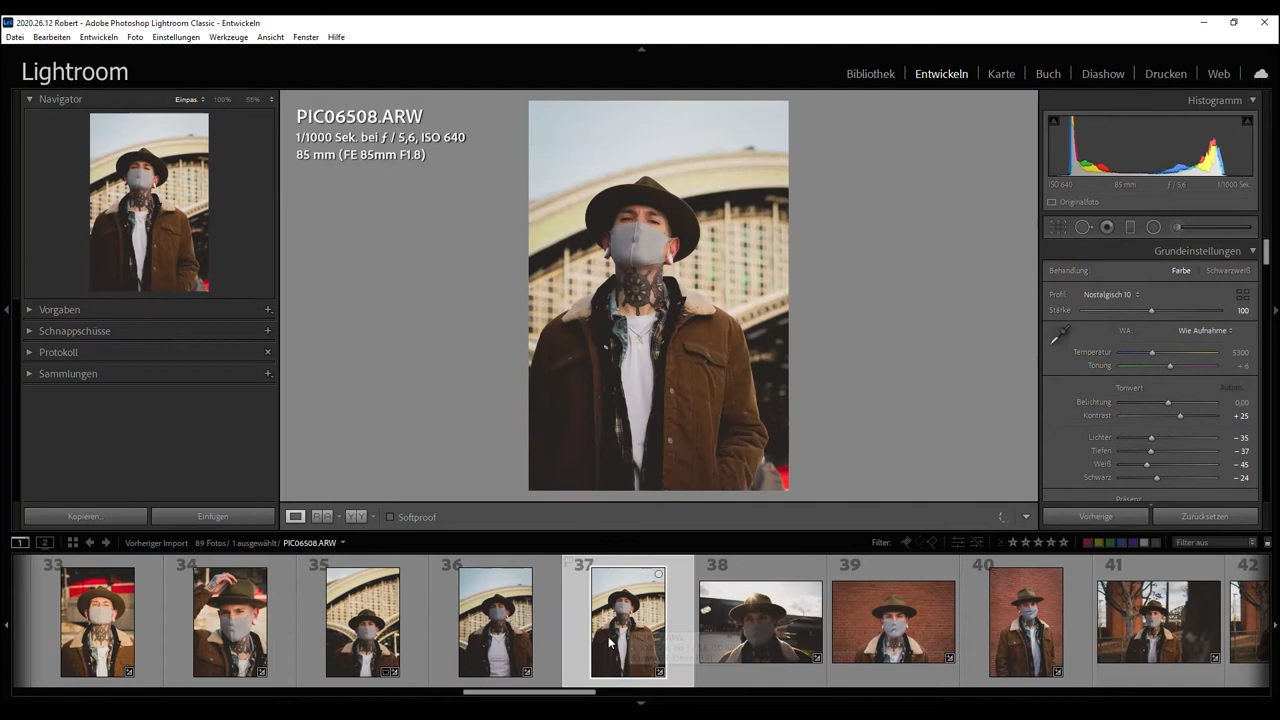 2020.26.12 Robert - Adobe Photoshop Lightroom Classic - Entwickeln
Datei Bearbeiten Entwickeln Foto Einstellungen Werkzeuge Ansicht Fenster Hilfe
Lightroom
Bibliothek | Entwickeln | Karte | Buch | Diashow | Drucken | Web
Navigator Einpas. 100%
Vorgaben
Schnappschüsse
Protokoll
Sammlungen
Kopieren... Einfügen
PIC06508.ARW
1/1000 Sek. bei ƒ / 5,6, ISO 640
85 mm (FE 85mm F1.8)
Softproof
Histogramm
ISO 640 85 mm ƒ / 5,6 1/1000 Sek.
Originalfoto
Grundeinstellungen
Behandlung: Farbe | Schwarzweiß
Profil: Nostalgisch 10
Stärke 100
WA: Wie Aufnahme
Temperatur 5300
Tonung + 6
Tonwert Autom.
Belichtung 0,00
Kontrast + 25
Lichter − 35
Tiefen − 37
Weiß − 45
Schwarz − 24
Präsenz
Vorherige Zurücksetzen
1 2 Vorheriger Import 89 Fotos / 1 ausgewählt / PIC06508.ARW Filter: Filter aus
33 34 35 36 37 38 39 40 41 42